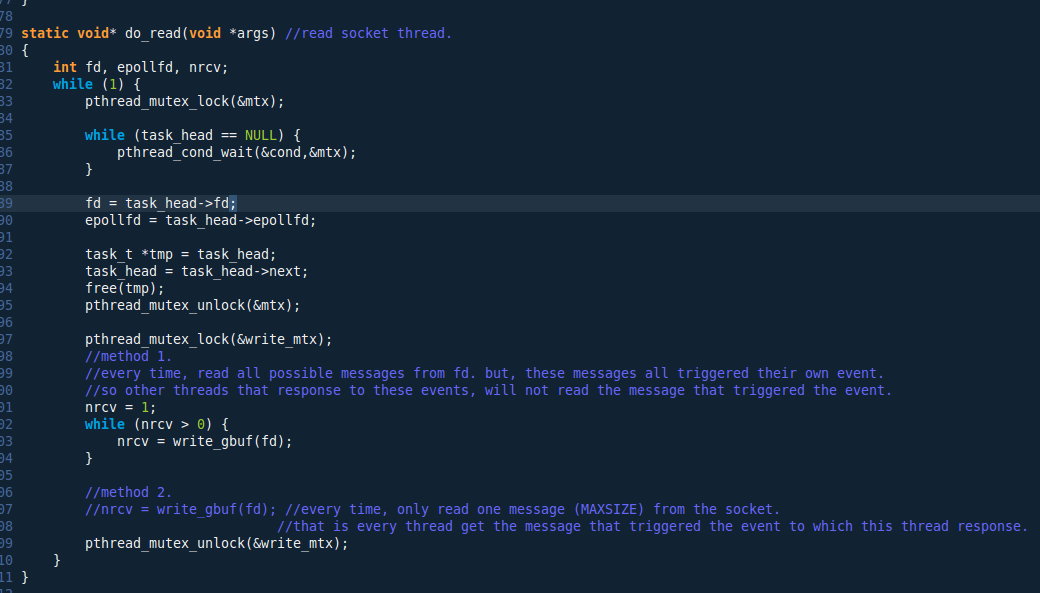 77 }
78
79 static void* do_read(void *args) //read socket thread.
80 {
81     int fd, epollfd, nrcv;
82     while (1) {
83         pthread_mutex_lock(&mtx);
84
85         while (task_head == NULL) {
86             pthread_cond_wait(&cond,&mtx);
87         }
88
89         fd = task_head->fd;
90         epollfd = task_head->epollfd;
91
92         task_t *tmp = task_head;
93         task_head = task_head->next;
94         free(tmp);
95         pthread_mutex_unlock(&mtx);
96
97         pthread_mutex_lock(&write_mtx);
98         //method 1.
99         //every time, read all possible messages from fd. but, these messages all triggered their own event.
00         //so other threads that response to these events, will not read the message that triggered the event.
01         nrcv = 1;
02         while (nrcv > 0) {
03             nrcv = write_gbuf(fd);
04         }
05
06         //method 2.
07         //nrcv = write_gbuf(fd); //every time, only read one message (MAXSIZE) from the socket.
08                                 //that is every thread get the message that triggered the event to which this thread response.
09         pthread_mutex_unlock(&write_mtx);
10     }
11 }